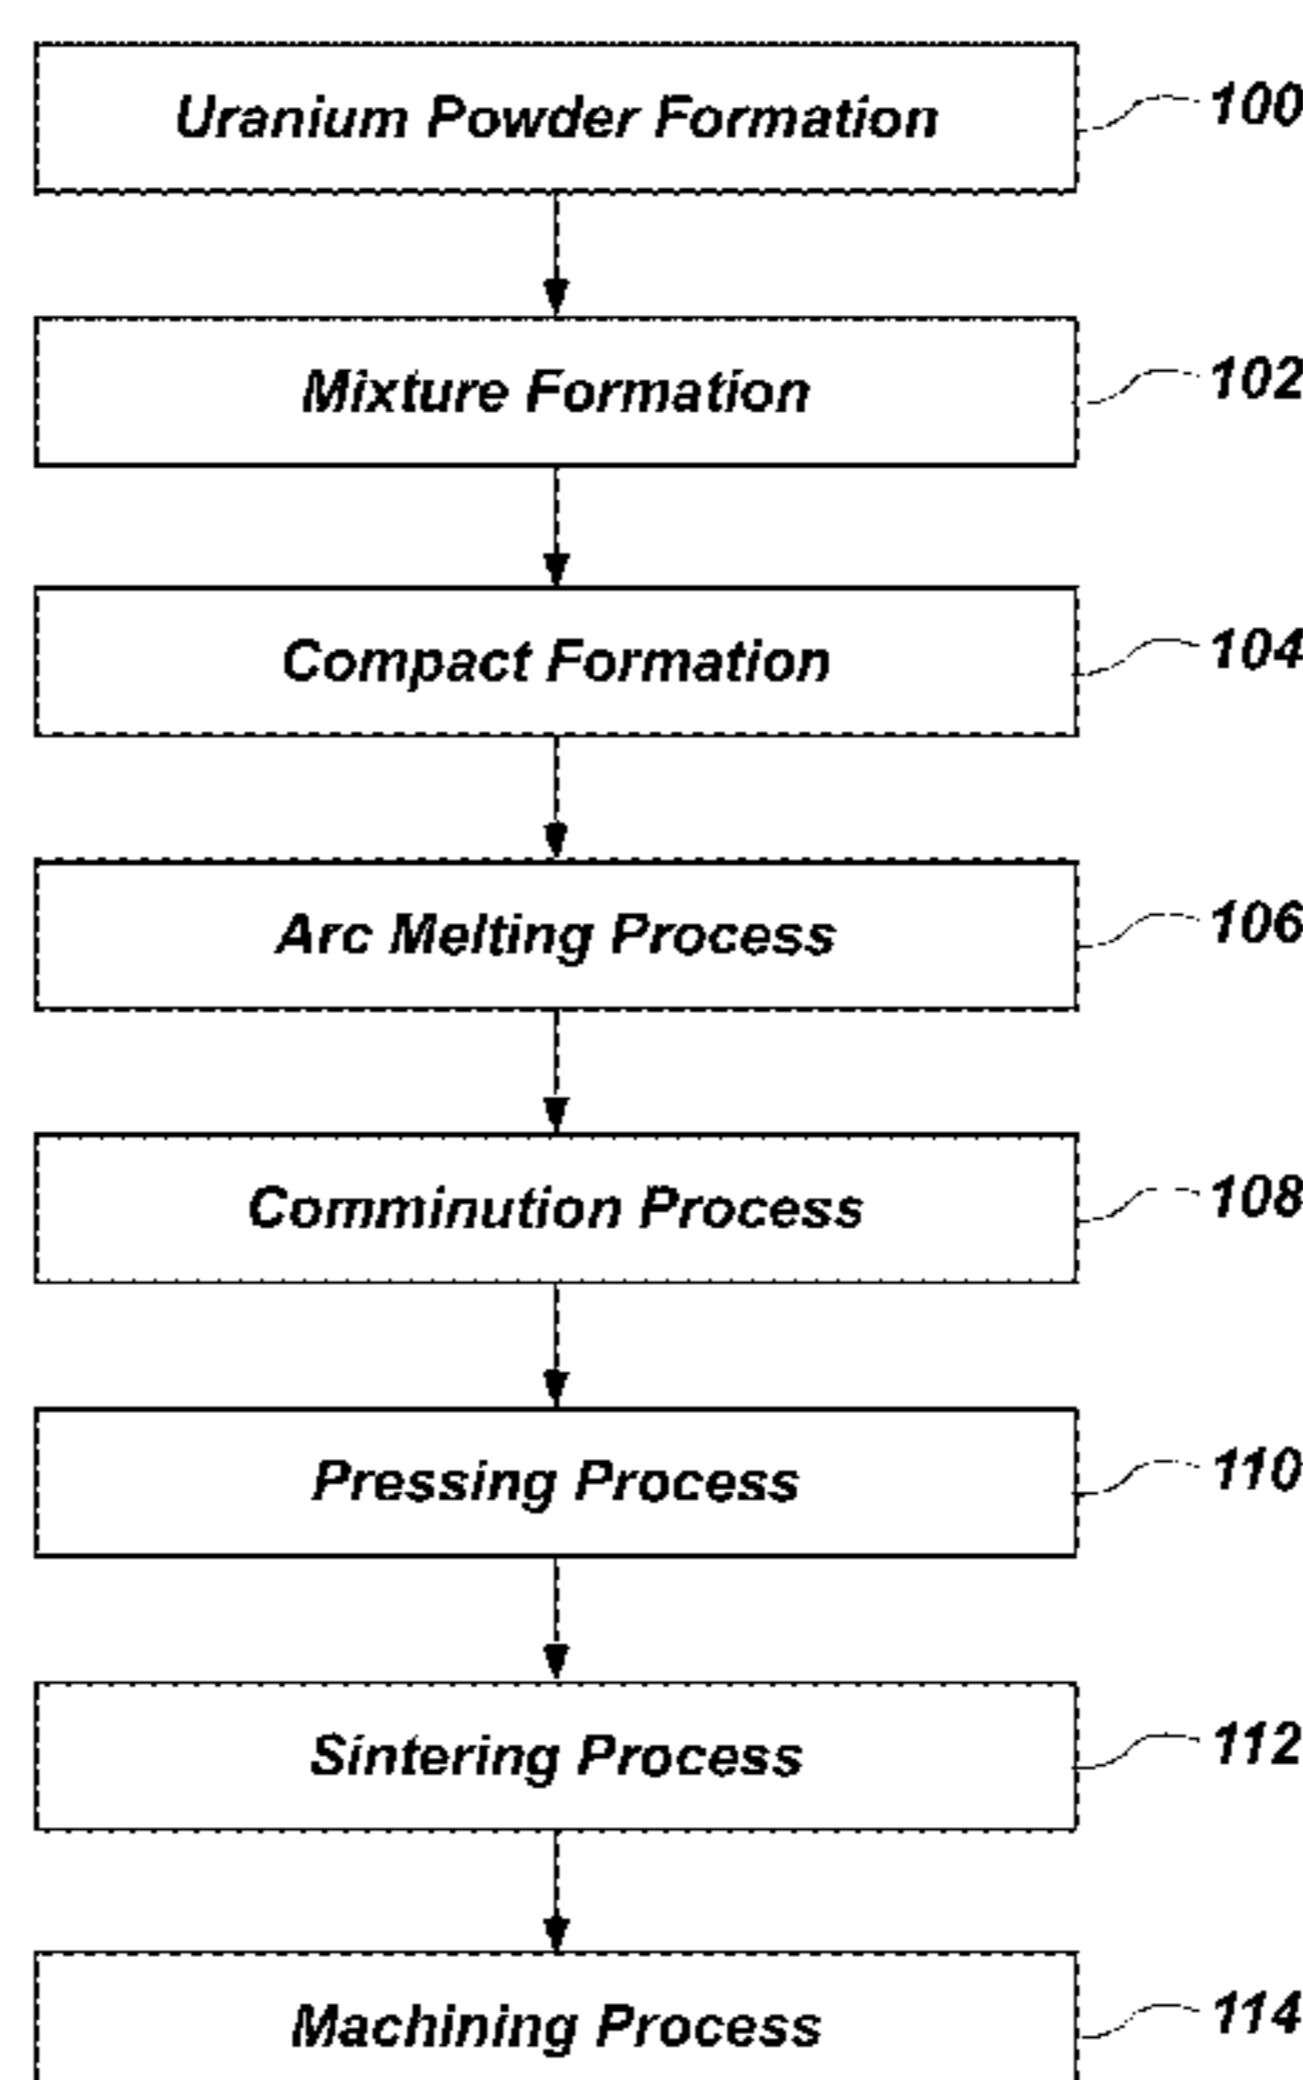 Uranium Powder Formation 100
Mixture Formation 102
Compact Formation 104
Arc Melting Process 106
Comminution Process 108
Pressing Process 110
Sintering Process 112
Machining Process 114